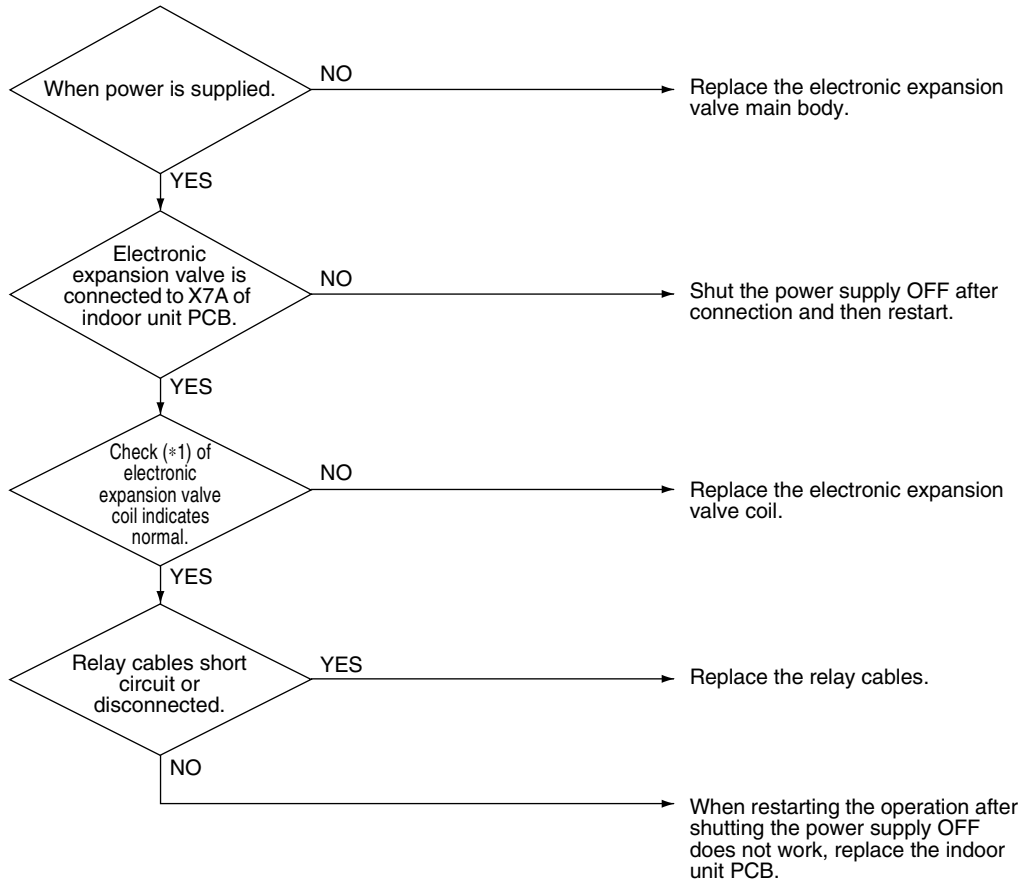 When power is supplied.
NO
Replace the electronic expansion
valve main body.
YES
Electronic
expansion valve is
connected to X7A of
indoor unit PCB.
NO
Shut the power supply OFF after
connection and then restart.
YES
Check (*1) of
electronic
expansion valve
coil indicates
normal.
NO
Replace the electronic expansion
valve coil.
YES
Relay cables short
circuit or
disconnected.
YES
Replace the relay cables.
NO
When restarting the operation after
shutting the power supply OFF
does not work, replace the indoor
unit PCB.